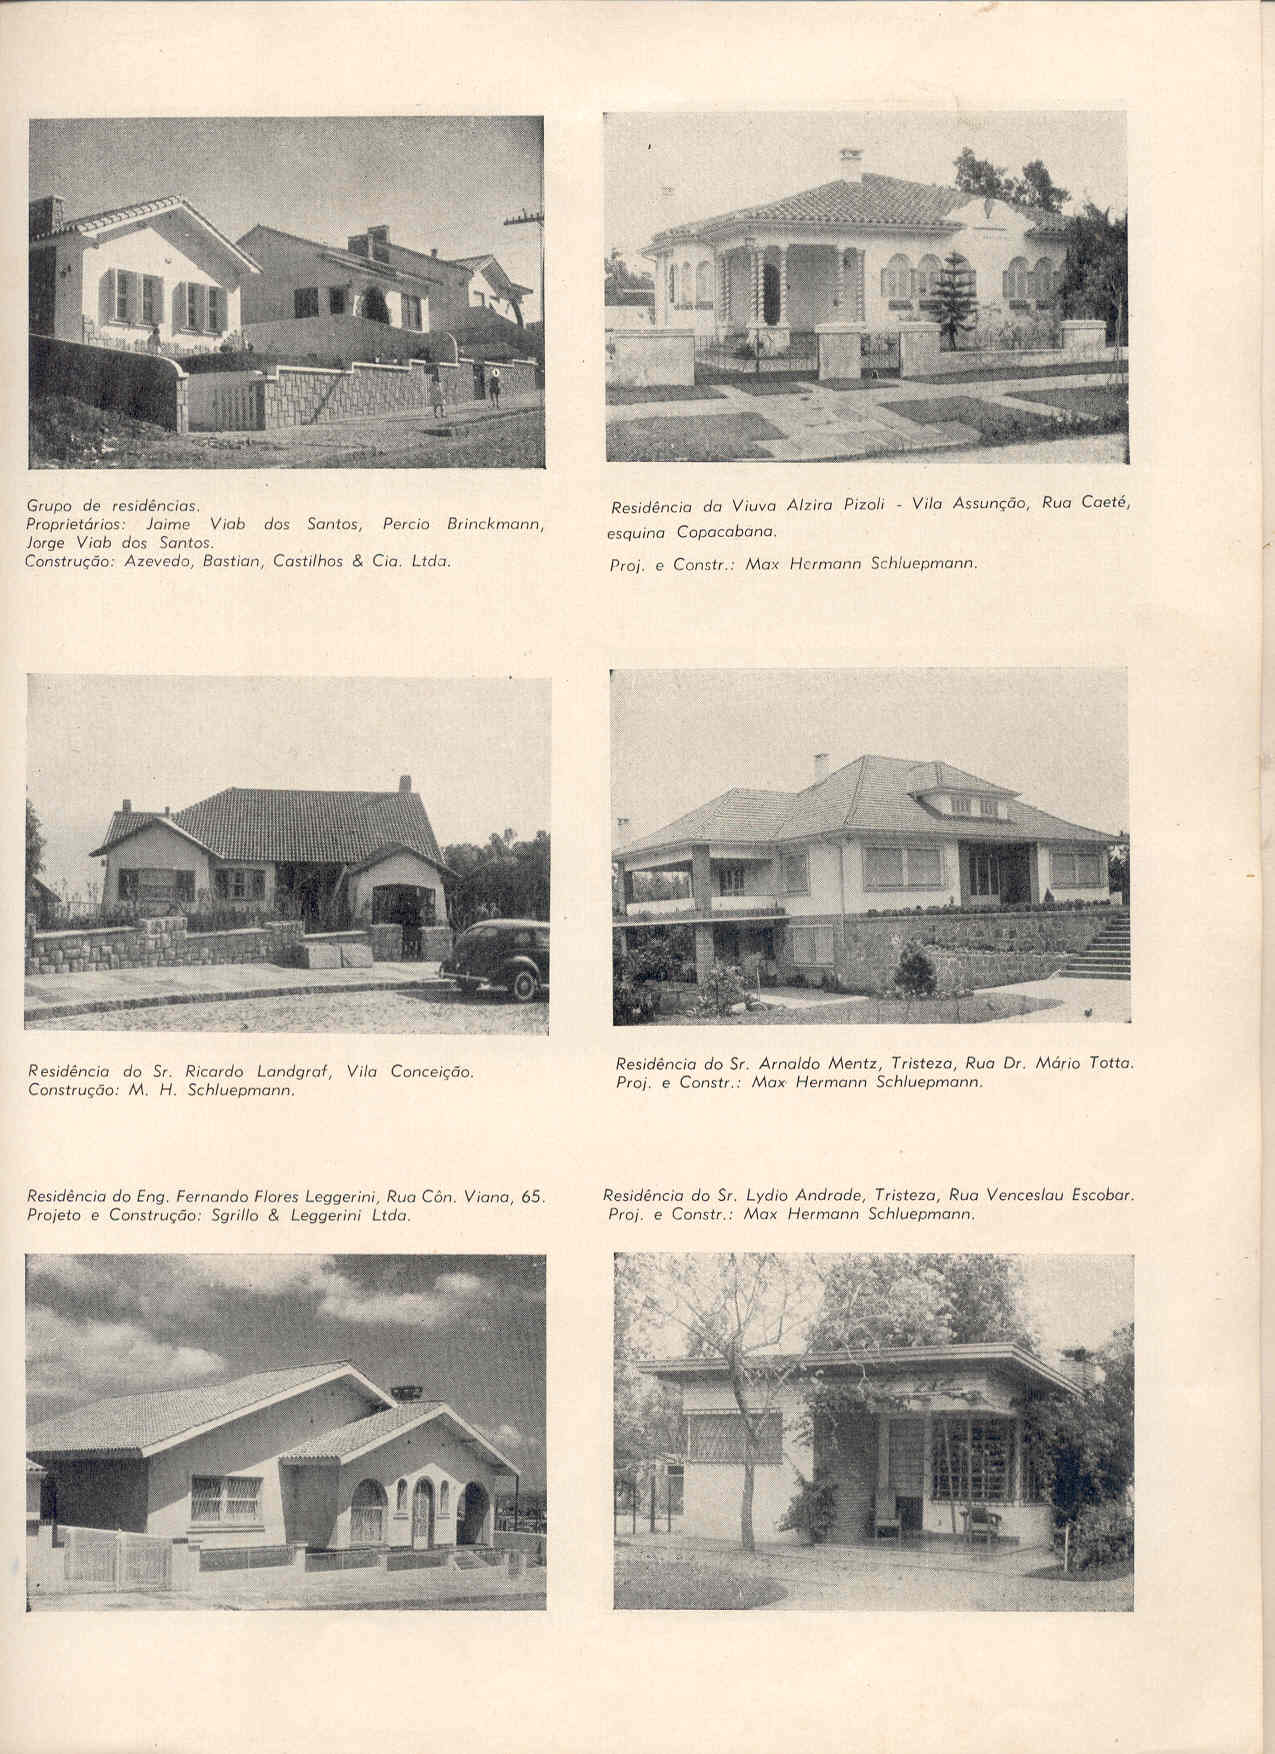 Grupo de residências.
Proprietários: Jaime Viab dos Santos, Percio Brinckmann,
Jorge Viab dos Santos.
Construção: Azevedo, Bastian, Castilhos & Cia. Ltda.
Residência da Viuva Alzira Pizoli - Vila Assunção, Rua Caeté,
esquina Copacabana.
Proj. e Constr.: Max Hermann Schluepmann.
Residência do Sr. Ricardo Landgraf, Vila Conceição.
Construção: M. H. Schluepmann.
Residência do Sr. Arnaldo Mentz, Tristeza, Rua Dr. Mário Totta.
Proj. e Constr.: Max Hermann Schluepmann.
Residência do Eng. Fernando Flores Leggerini, Rua Côn. Viana, 65.
Projeto e Construção: Sgrillo & Leggerini Ltda.
Residência do Sr. Lydio Andrade, Tristeza, Rua Venceslau Escobar.
Proj. e Constr.: Max Hermann Schluepmann.